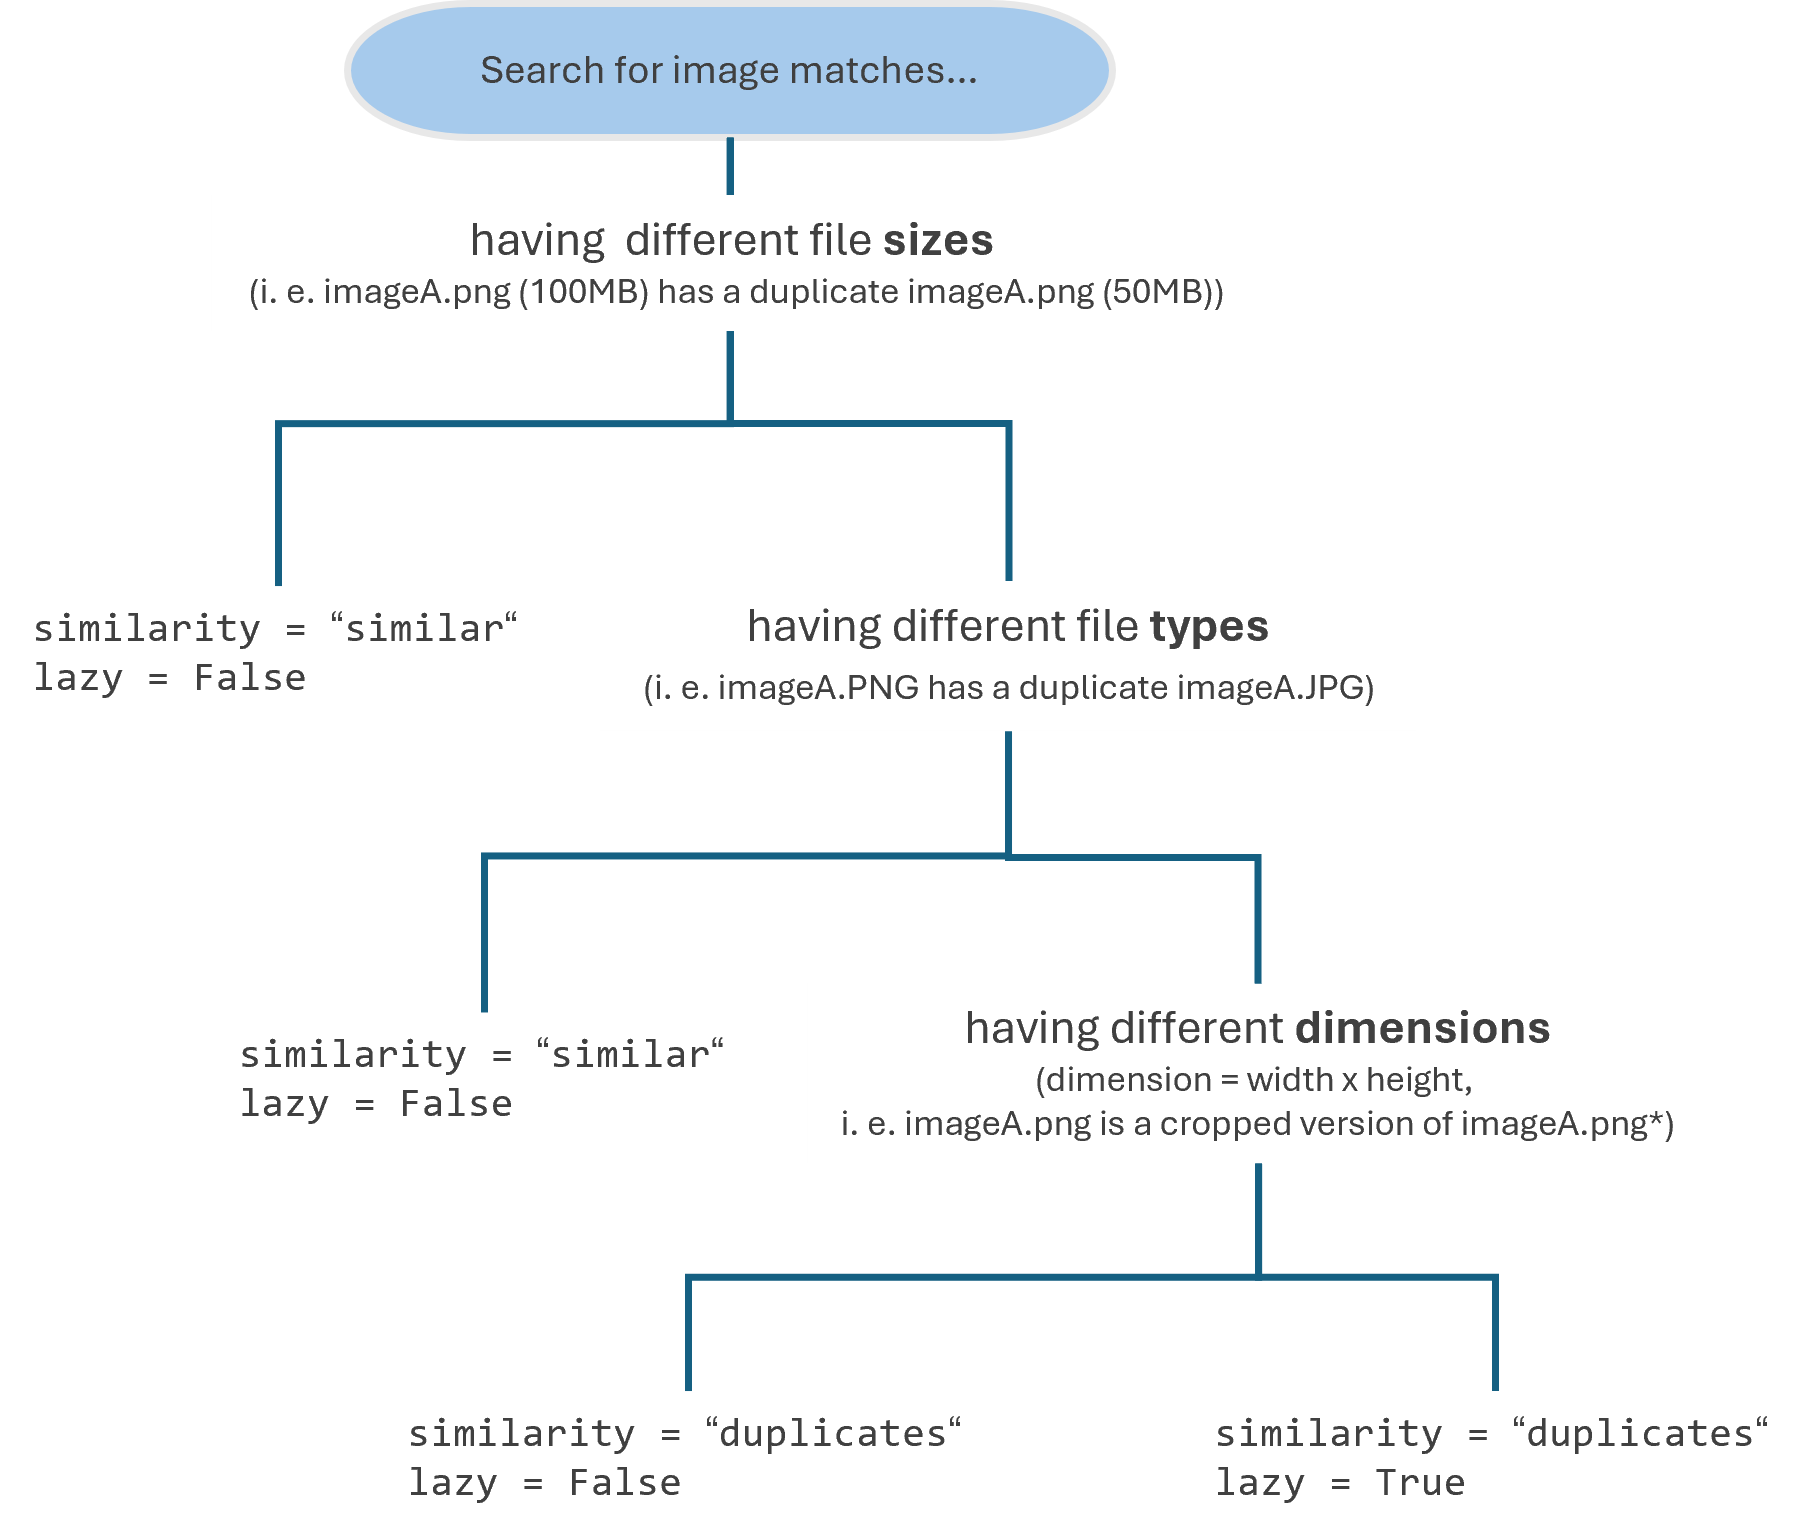 Search for image matches...
having different file sizes
(i. e. imageA.png (100MB) has a duplicate imageA.png (50MB))
similarity = “similar“
lazy = False
having different file types
(i. e. imageA.PNG has a duplicate imageA.JPG)
similarity = “similar“
lazy = False
having different dimensions
(dimension = width x height,
i. e. imageA.png is a cropped version of imageA.png*)
similarity = “duplicates“
lazy = False
similarity = “duplicates“
lazy = True